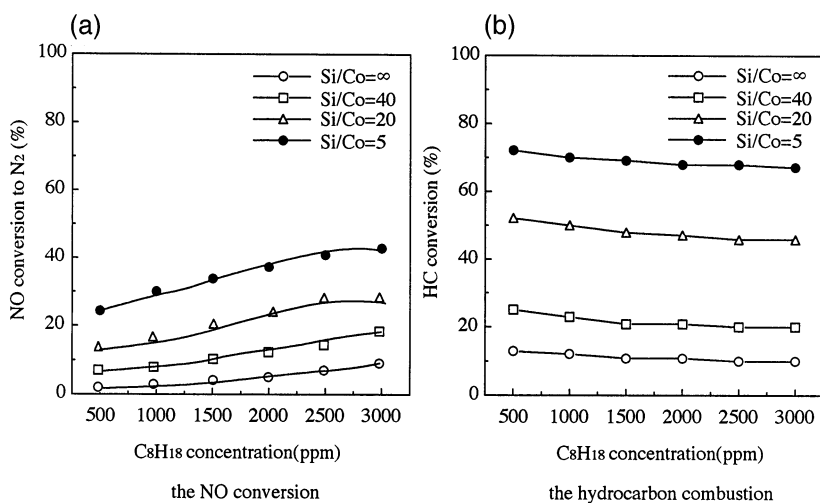 (a)
100
80
60
40
20
0
NO conversion to N2 (%)
Si/Co=∞
Si/Co=40
Si/Co=20
Si/Co=5
500 1000 1500 2000 2500 3000
C8H18 concentration(ppm)
the NO conversion
(b)
100
80
60
40
20
0
HC conversion (%)
Si/Co=∞
Si/Co=40
Si/Co=20
Si/Co=5
500 1000 1500 2000 2500 3000
C8H18 concentration(ppm)
the hydrocarbon combustion